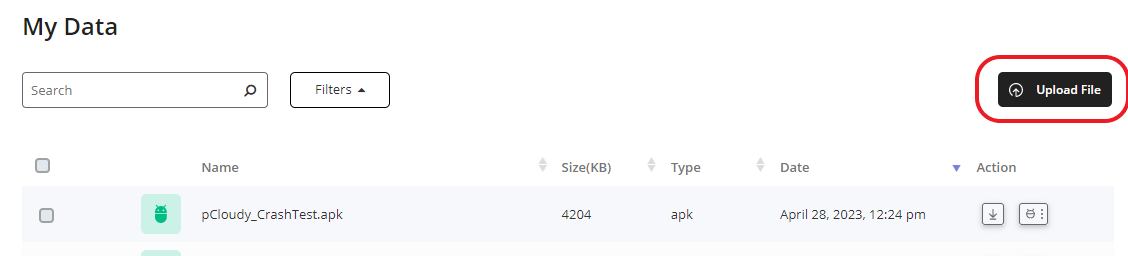 My Data
Search
Filters
Upload File
Name Size(KB) Type Date Action
pCloudy_CrashTest.apk 4204 apk April 28, 2023, 12:24 pm